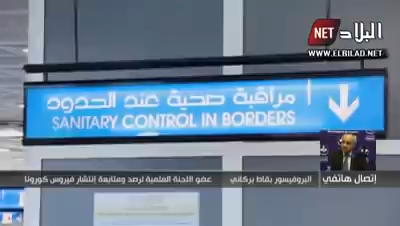 البلاد
NET
WWW.ELBILAD.NET
مراقبة صحية عند الحدود
SANITARY CONTROL IN BORDERS
إتصال هاتفي
البروفيسور بقاط بركاني
عضو اللجنة العلمية لرصد ومتابعة إنتشار فيروس كورونا